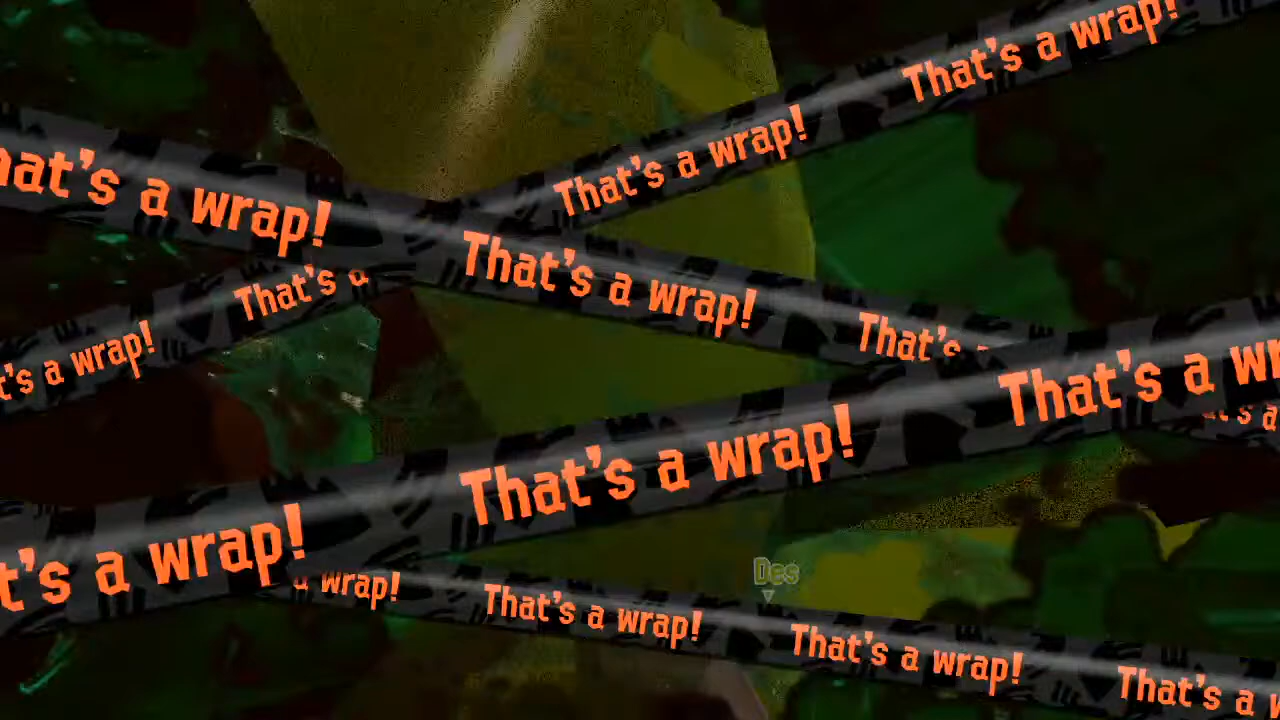 That's a wrap!
That's a wrap!
hat's a wrap!
That's a wrap!
That's
t's a wrap!
That's a
That's a wr
That's a wrap!
t's a wrap!
t's a
Des
a wrap!
That's a wrap!
That's a wrap!
That's a w